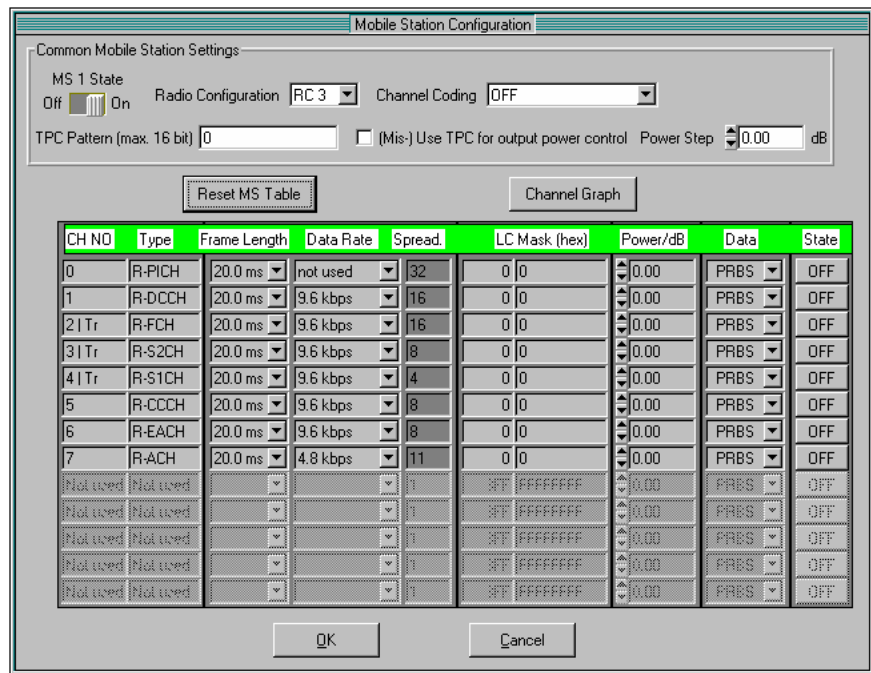 Mobile Station Configuration
Common Mobile Station Settings
MS 1 State
Off On Radio Configuration RC 3 Channel Coding OFF
TPC Pattern (max. 16 bit) 0 (Mis-) Use TPC for output power control Power Step 0.00 dB
Reset MS Table Channel Graph
CH NO Type Frame Length Data Rate Spread. LC Mask (hex) Power/dB Data State
0 R-PICH 20.0 ms not used 32 0 0 0.00 PRBS OFF
1 R-DCCH 20.0 ms 9.6 kbps 16 0 0 0.00 PRBS OFF
2 | Tr R-FCH 20.0 ms 9.6 kbps 16 0 0 0.00 PRBS OFF
3 | Tr R-S2CH 20.0 ms 9.6 kbps 8 0 0 0.00 PRBS OFF
4 | Tr R-S1CH 20.0 ms 9.6 kbps 4 0 0 0.00 PRBS OFF
5 R-CCCH 20.0 ms 9.6 kbps 8 0 0 0.00 PRBS OFF
6 R-EACH 20.0 ms 9.6 kbps 8 0 0 0.00 PRBS OFF
7 R-ACH 20.0 ms 4.8 kbps 11 0 0 0.00 PRBS OFF
Not used Not used 1 3FF FFFFFFFF 0.00 PRBS OFF
Not used Not used 1 3FF FFFFFFFF 0.00 PRBS OFF
Not used Not used 1 3FF FFFFFFFF 0.00 PRBS OFF
Not used Not used 1 3FF FFFFFFFF 0.00 PRBS OFF
Not used Not used 1 3FF FFFFFFFF 0.00 PRBS OFF
OK Cancel